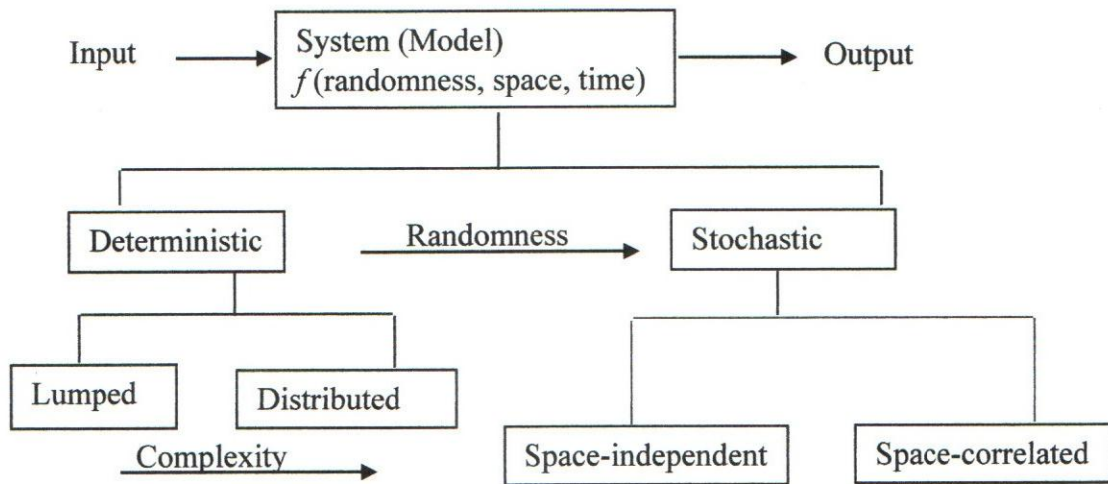 Input
System (Model)
f (randomness, space, time)
Output
Deterministic
Randomness
Stochastic
Lumped
Distributed
Complexity
Space-independent
Space-correlated